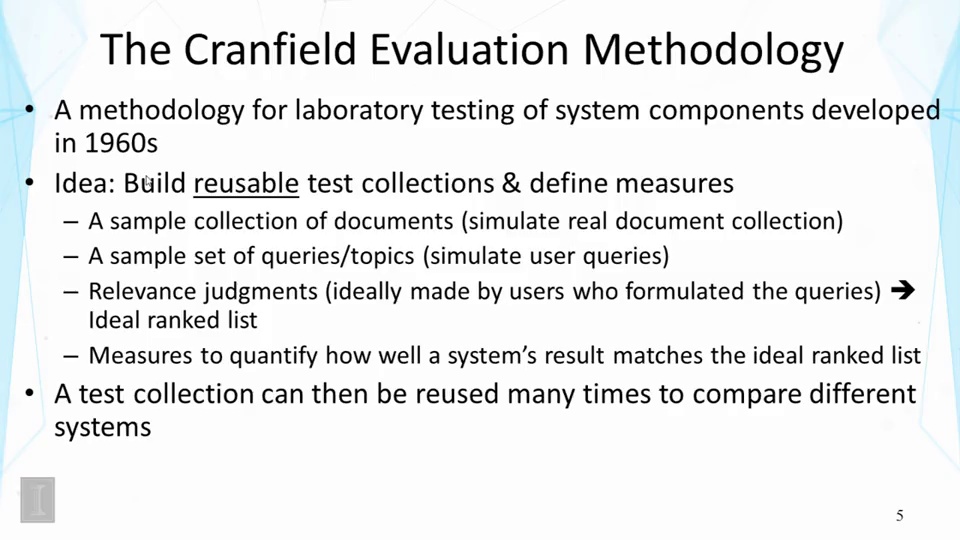 The Cranfield Evaluation Methodology
• A methodology for laboratory testing of system components developed
in 1960s
• Idea: Build reusable test collections & define measures
– A sample collection of documents (simulate real document collection)
– A sample set of queries/topics (simulate user queries)
– Relevance judgments (ideally made by users who formulated the queries) ➔
Ideal ranked list
– Measures to quantify how well a system’s result matches the ideal ranked list
• A test collection can then be reused many times to compare different
systems
I
5